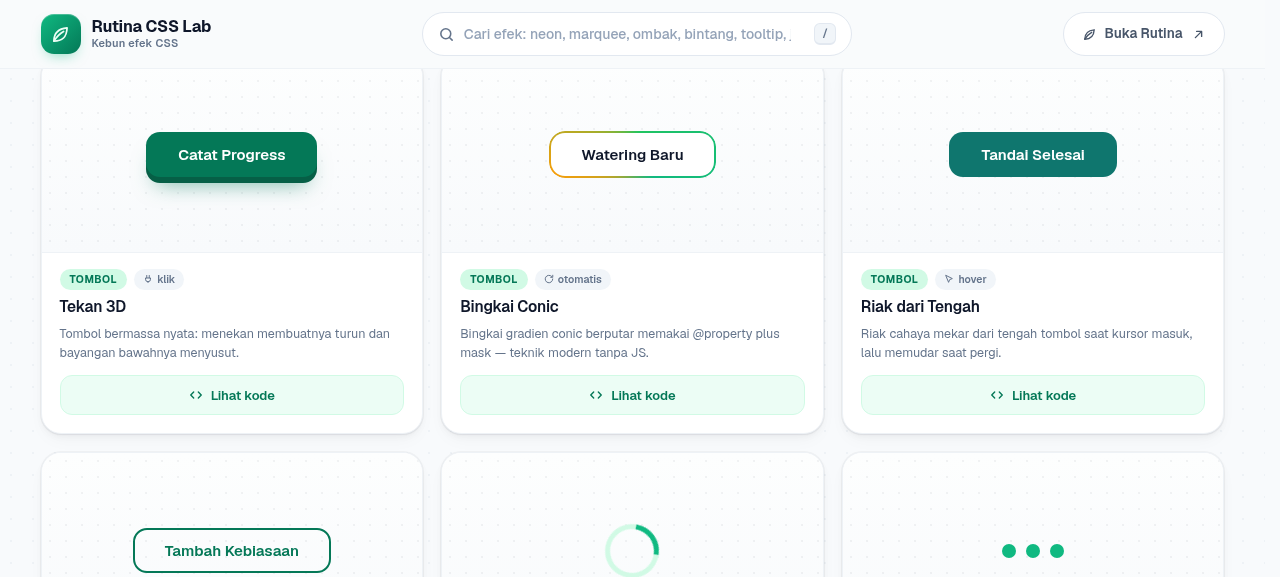 Rutina CSS Lab
Kebun efek CSS
Cari efek: neon, marquee, ombak, bintang, tooltip,
/
Buka Rutina
Catat Progress
Watering Baru
Tandai Selesai
TOMBOL klik
Tekan 3D
Tombol bermassa nyata: menekan membuatnya turun dan
bayangan bawahnya menyusut.
Lihat kode
TOMBOL otomatis
Bingkai Conic
Bingkai gradien conic berputar memakai @property plus
mask — teknik modern tanpa JS.
Lihat kode
TOMBOL hover
Riak dari Tengah
Riak cahaya mekar dari tengah tombol saat kursor masuk,
lalu memudar saat pergi.
Lihat kode
Tambah Kebiasaan